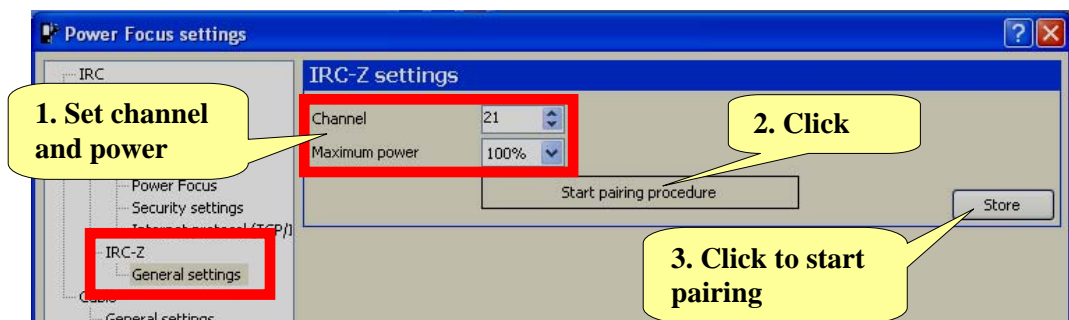 Power Focus settings
IRC
1. Set channel
and power
Power Focus
Security settings
IRC-Z
General settings
General settings
IRC-Z settings
Channel
21
Maximum power
100%
2. Click
Start pairing procedure
Store
3. Click to start
pairing